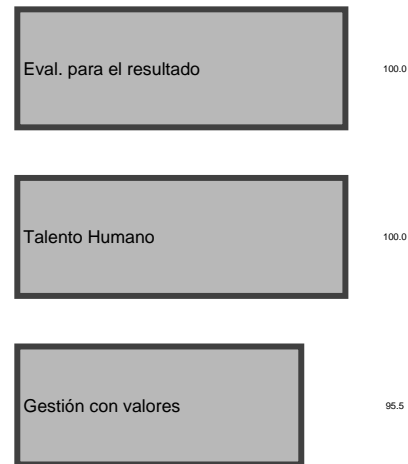 Eval. para el resultado 100.0
Talento Humano 100.0
Gestión con valores 95.5